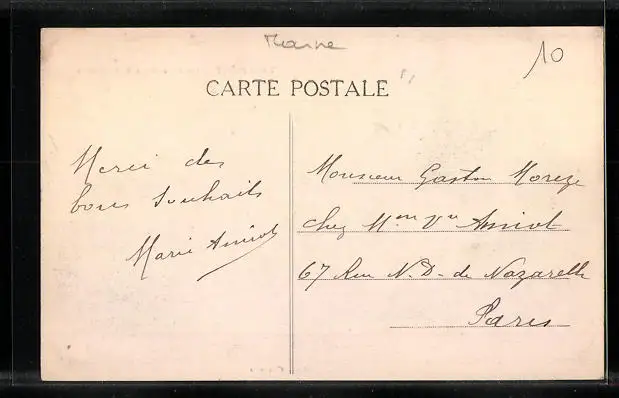 Marne
10
CARTE POSTALE
Merci des
bons souhaits
Marie Amiot
Monsieur Gaston Moreze
chez Mme Vve Amiot
67 Rue N.D. de Nazareth
Paris